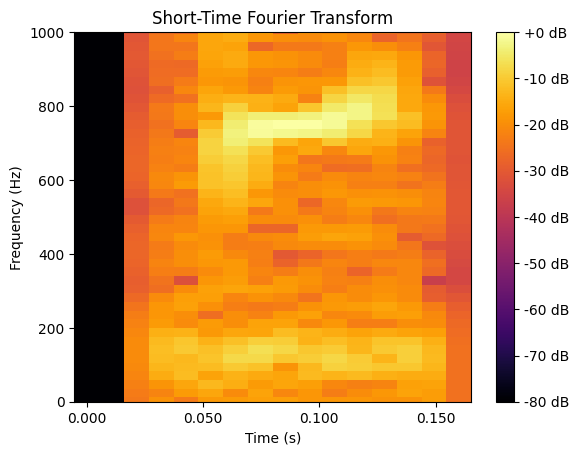 Short-Time Fourier Transform
1000
800
600
400
200
0
Frequency (Hz)
0.000
0.050
0.100
0.150
Time (s)
+0 dB
-10 dB
-20 dB
-30 dB
-40 dB
-50 dB
-60 dB
-70 dB
-80 dB